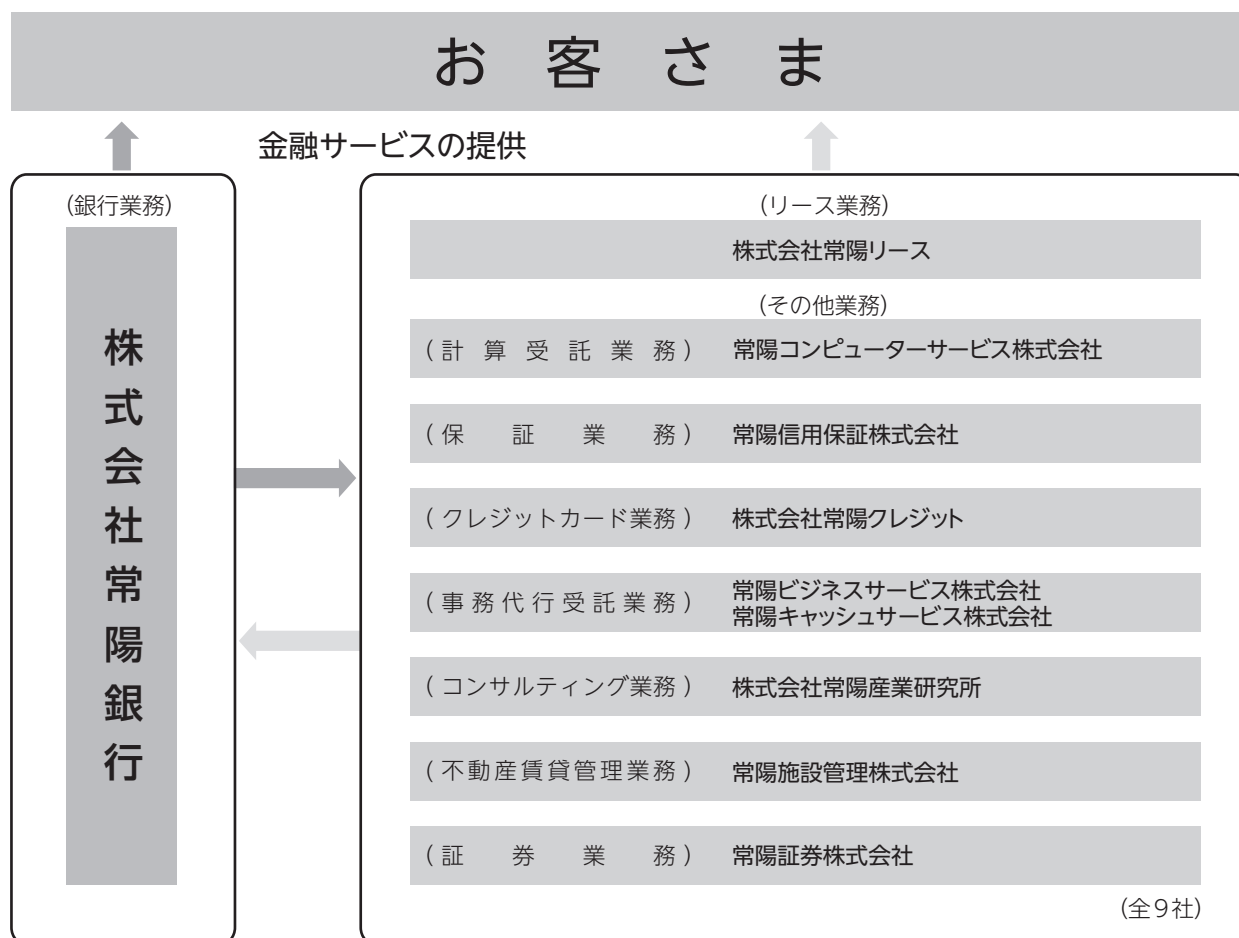 お客さま
金融サービスの提供
(銀行業務)
株式会社常陽銀行
(リース業務)
株式会社常陽リース
(その他業務)
(計算受託業務) 常陽コンピューターサービス株式会社
(保証業務) 常陽信用保証株式会社
(クレジットカード業務) 株式会社常陽クレジット
(事務代行受託業務) 常陽ビジネスサービス株式会社
常陽キャッシュサービス株式会社
(コンサルティング業務) 株式会社常陽産業研究所
(不動産賃貸管理業務) 常陽施設管理株式会社
(証券業務) 常陽証券株式会社
(全9社)